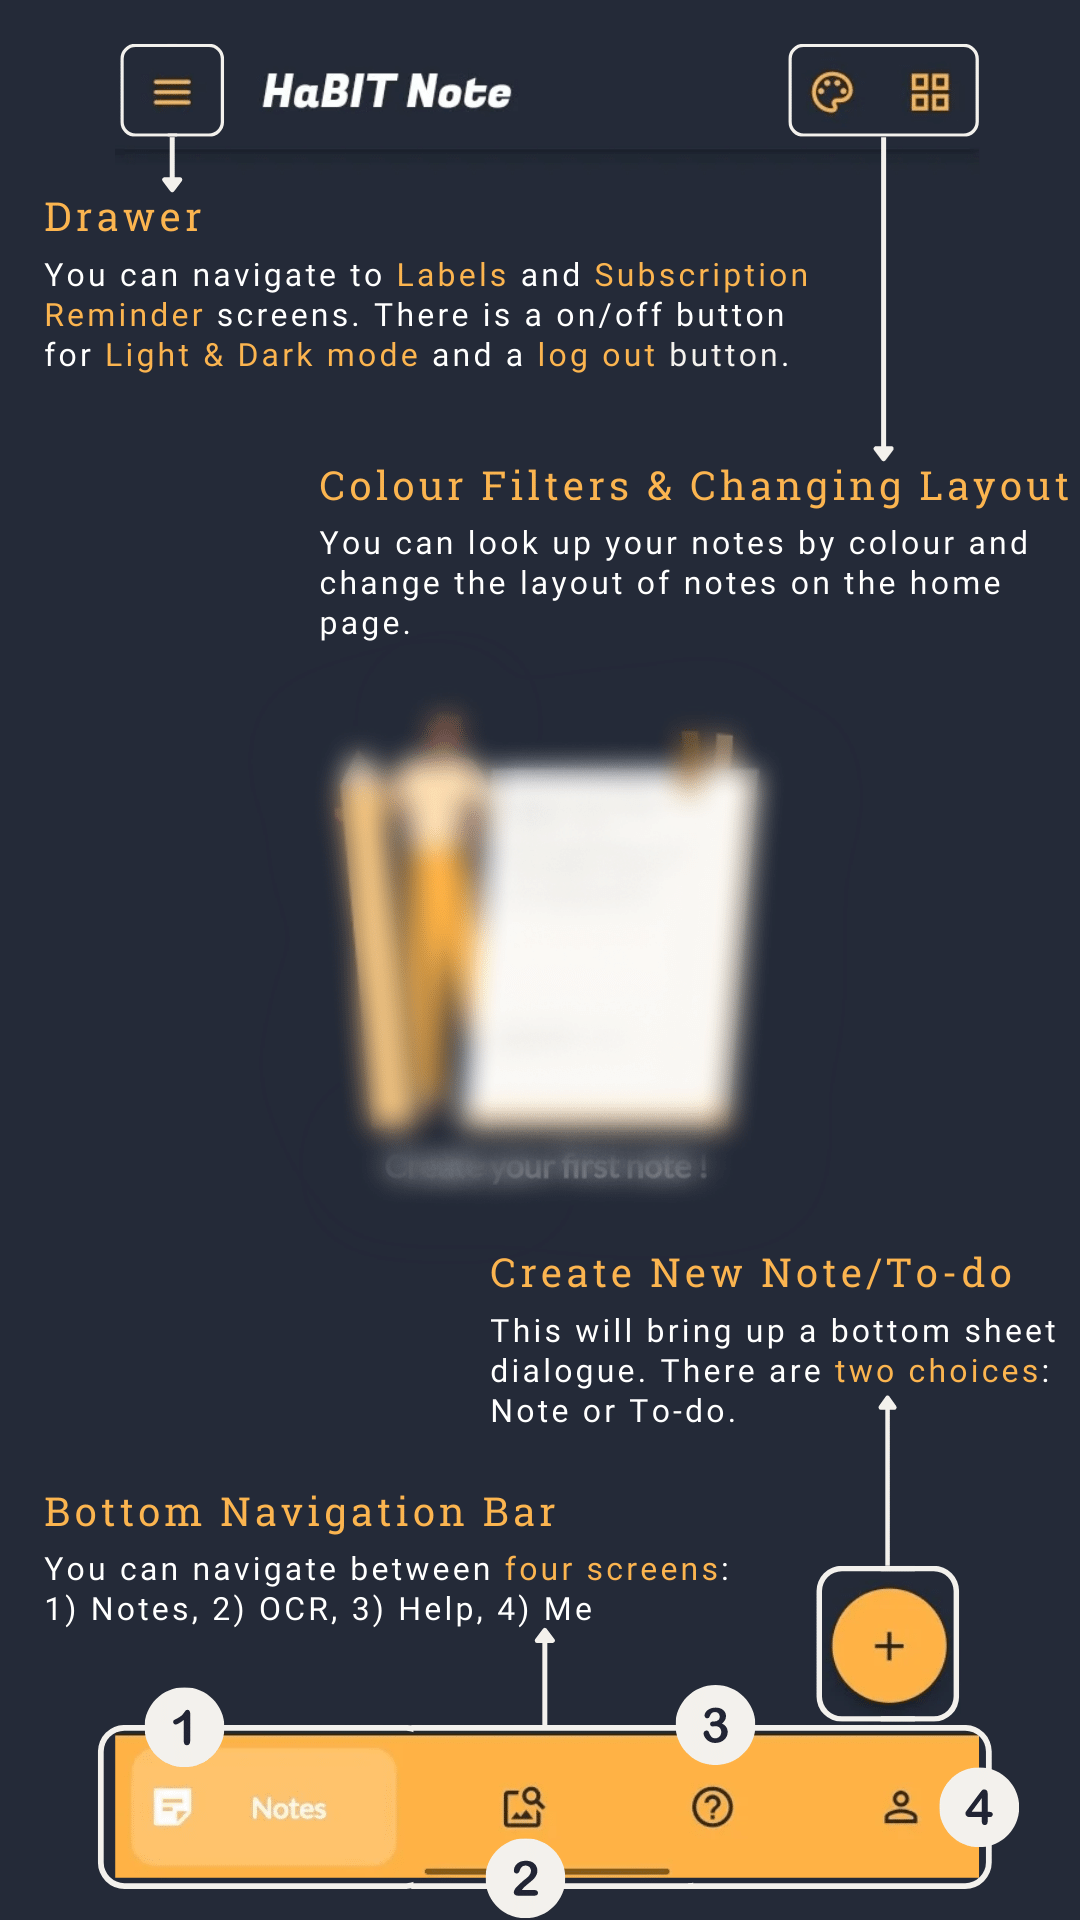 HaBIT Note
Drawer
You can navigate to Labels and Subscription
Reminder screens. There is a on/off button
for Light & Dark mode and a log out button.
Colour Filters & Changing Layout
You can look up your notes by colour and
change the layout of notes on the home
page.
Create your first note !
Create New Note/To-do
This will bring up a bottom sheet
dialogue. There are two choices:
Note or To-do.
Bottom Navigation Bar
You can navigate between four screens:
1) Notes, 2) OCR, 3) Help, 4) Me
1
3
Notes
4
2